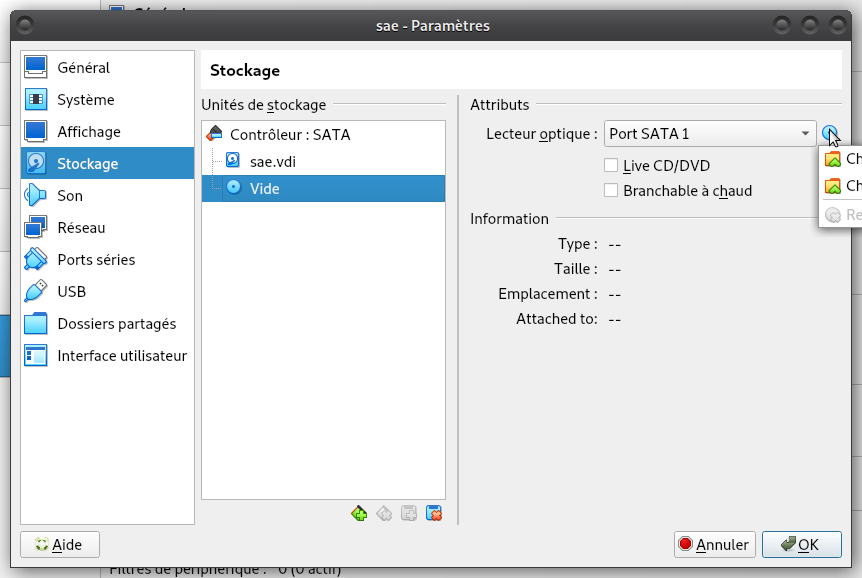 sae - Paramètres
Général
Système
Affichage
Stockage
Son
Réseau
Ports séries
USB
Dossiers partagés
Interface utilisateur
Stockage
Unités de stockage
Contrôleur : SATA
sae.vdi
Vide
Attributs
Lecteur optique : Port SATA 1
Live CD/DVD
Branchable à chaud
Ch
Ch
Re
Information
Type : --
Taille : --
Emplacement : --
Attached to: --
Aide
Annuler
OK
Filtres de périphérique : 0 (0 actif)